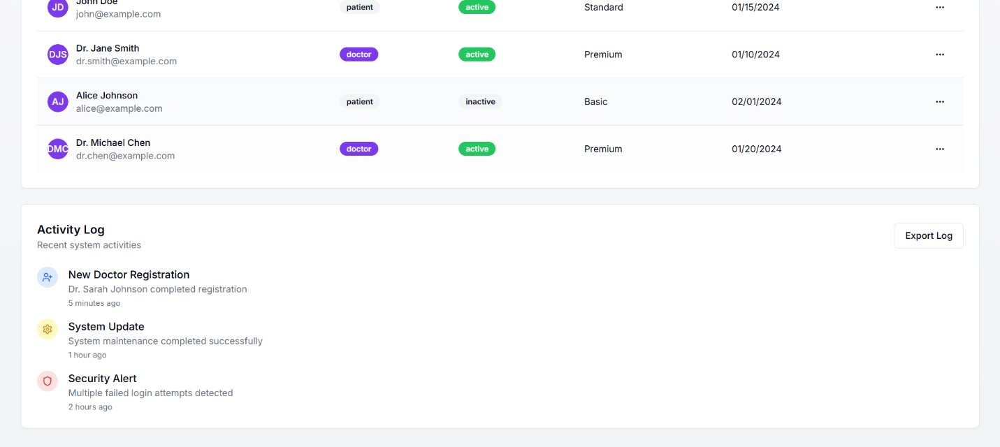 JD John Doe patient active Standard 01/15/2024 ...
john@example.com
DJS Dr. Jane Smith doctor active Premium 01/10/2024 ...
dr.smith@example.com
AJ Alice Johnson patient inactive Basic 02/01/2024 ...
alice@example.com
DMC Dr. Michael Chen doctor active Premium 01/20/2024 ...
dr.chen@example.com
Activity Log
Recent system activities
Export Log
New Doctor Registration
Dr. Sarah Johnson completed registration
5 minutes ago
System Update
System maintenance completed successfully
1 hour ago
Security Alert
Multiple failed login attempts detected
2 hours ago